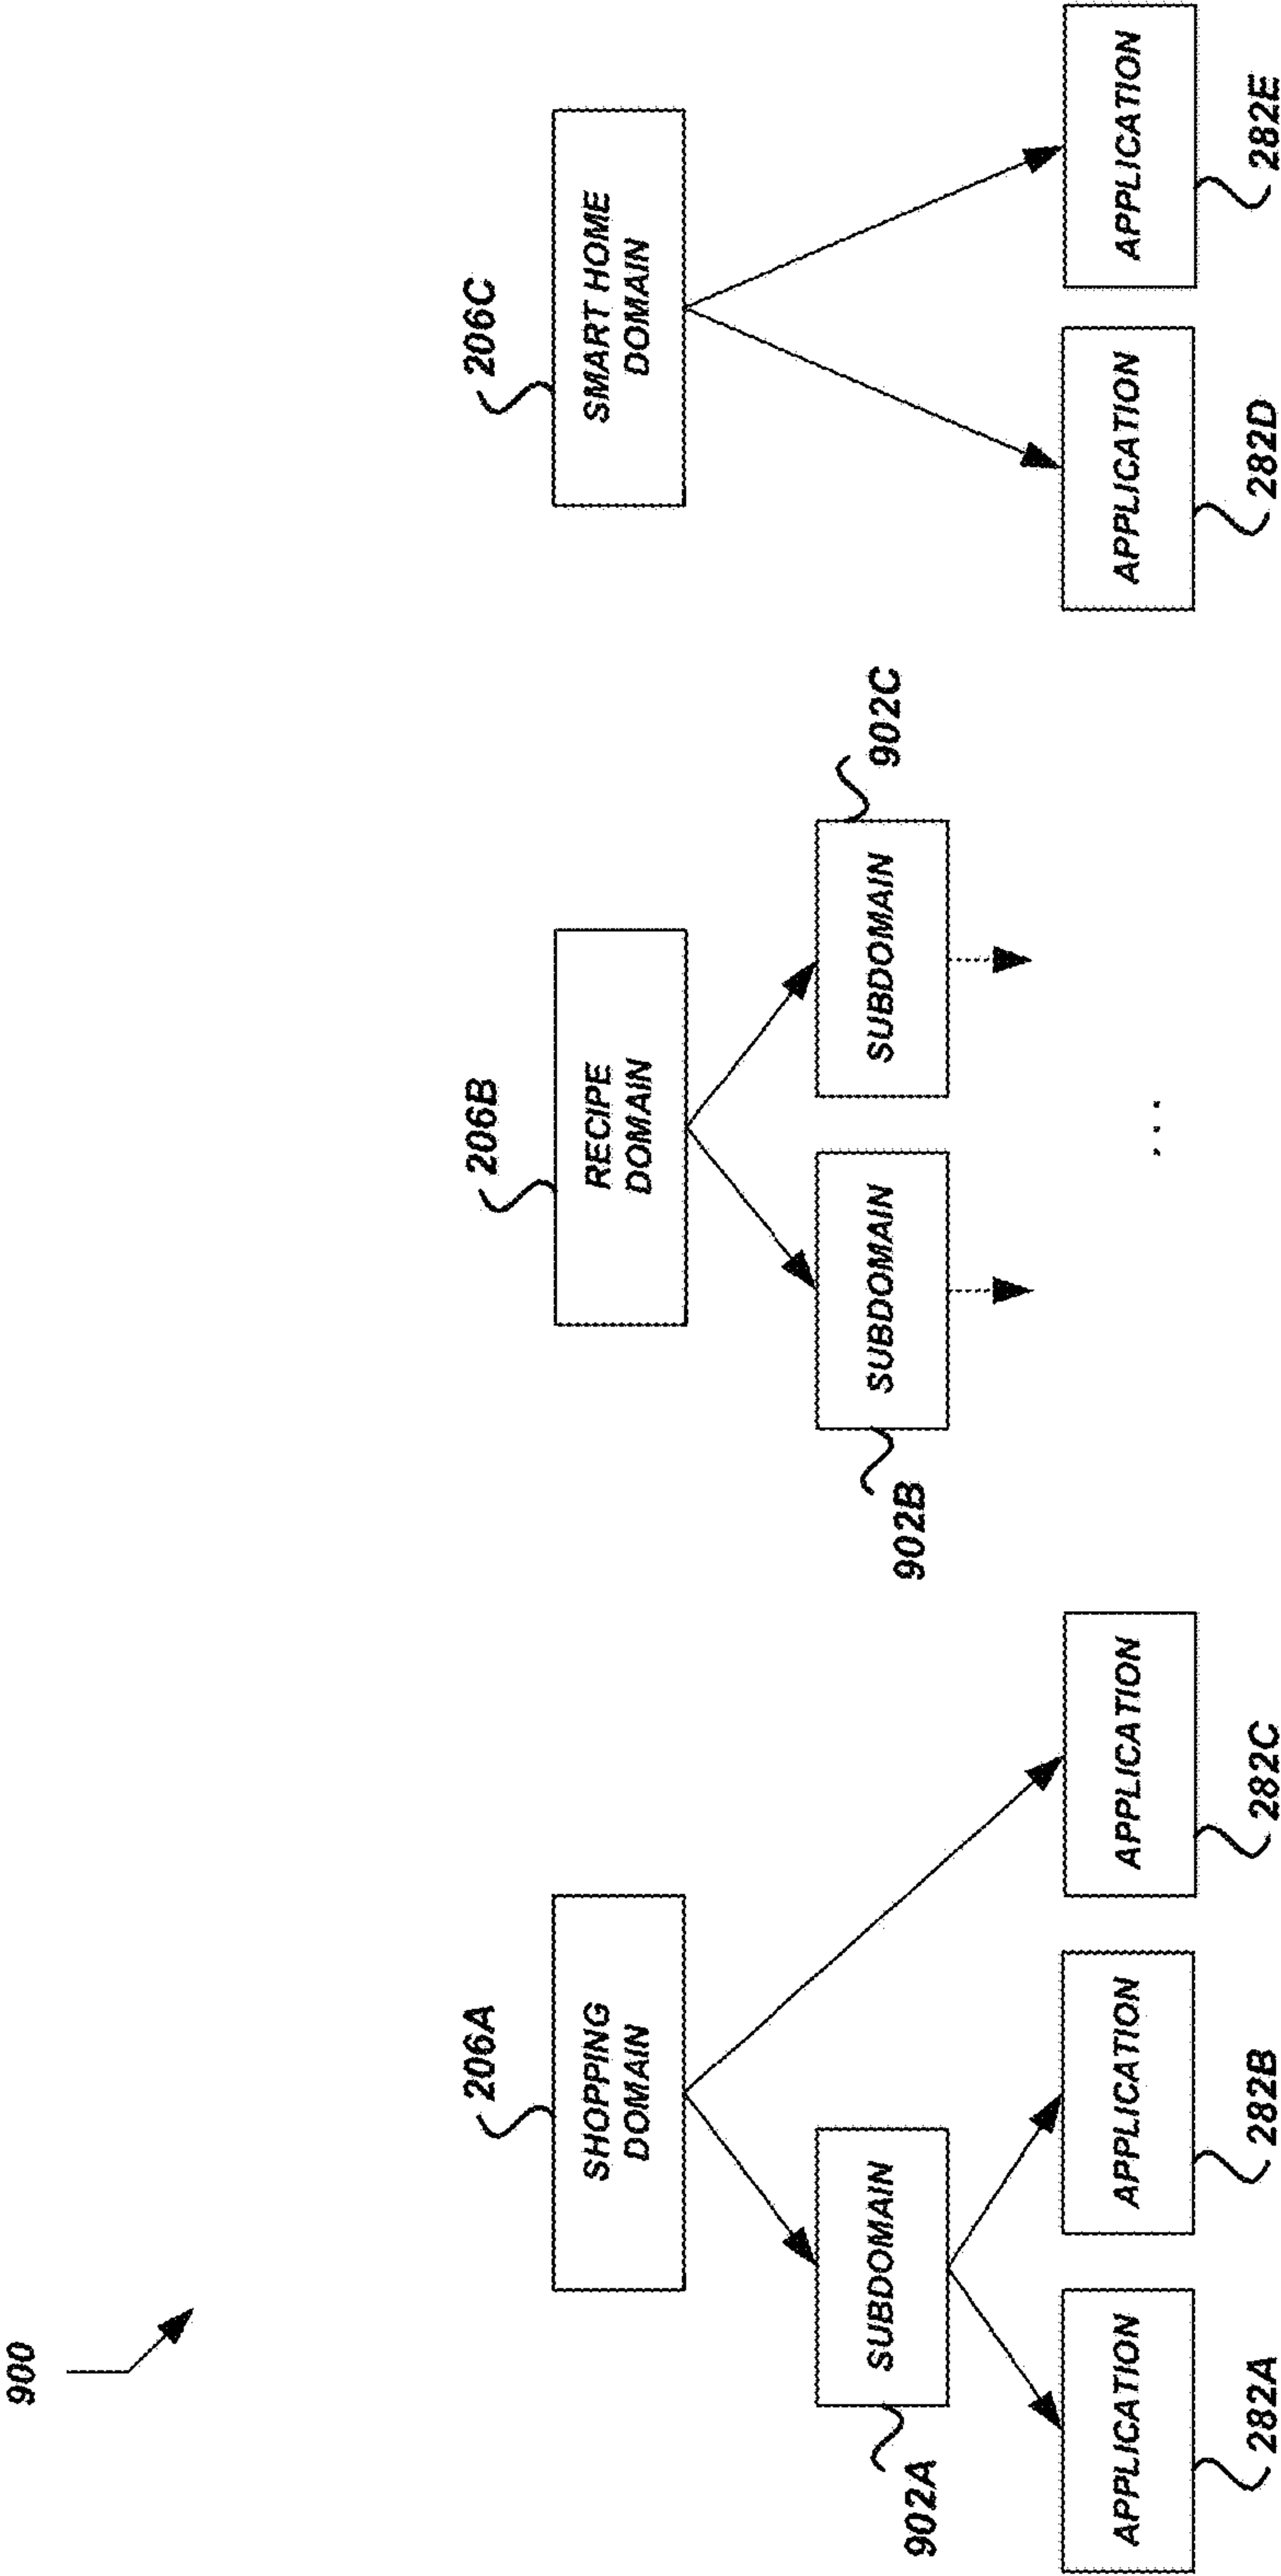 900
206A
SHOPPING
DOMAIN
206B
RECIPE
DOMAIN
206C
SMART HOME
DOMAIN
902A
SUBDOMAIN
902B
SUBDOMAIN
SUBDOMAIN
902C
APPLICATION
APPLICATION
APPLICATION
. . .
APPLICATION
APPLICATION
282A
282B
282C
282D
282E